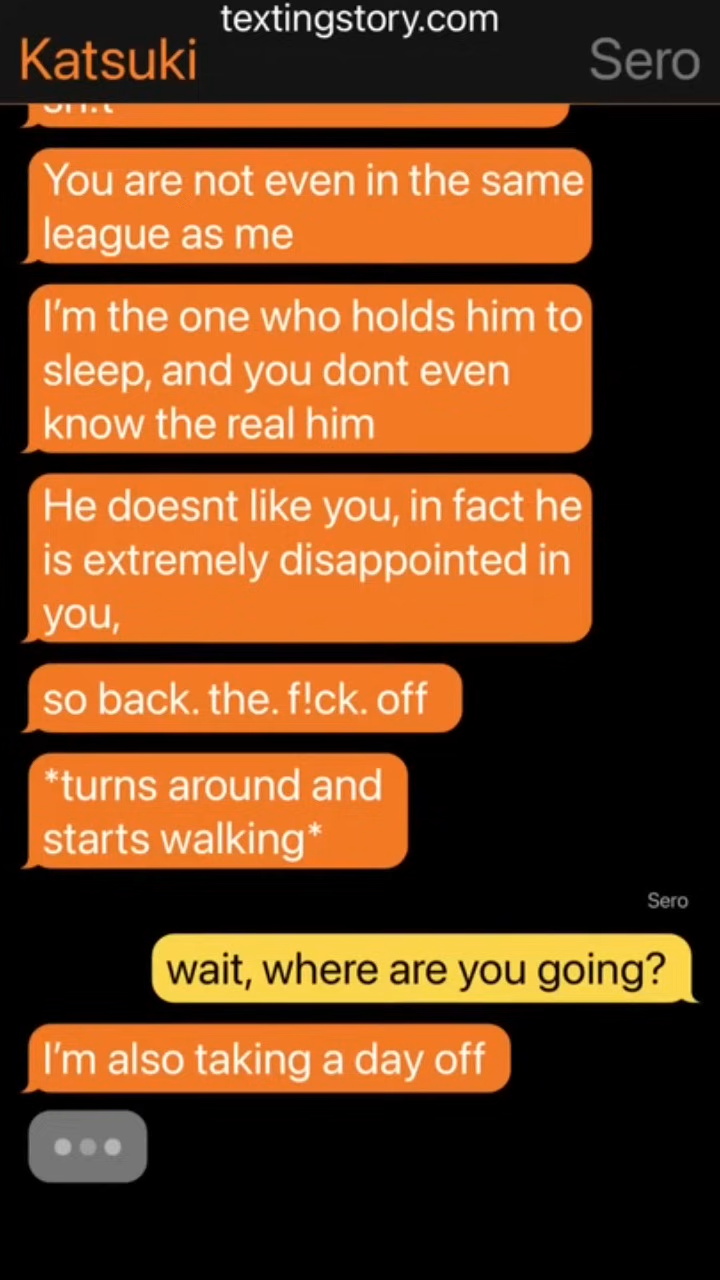 textingstory.com
Katsuki
Sero
You are not even in the same
league as me
I'm the one who holds him to
sleep, and you dont even
know the real him
He doesnt like you, in fact he
is extremely disappointed in
you,
so back. the. f!ck. off
*turns around and
starts walking*
Sero
wait, where are you going?
I'm also taking a day off